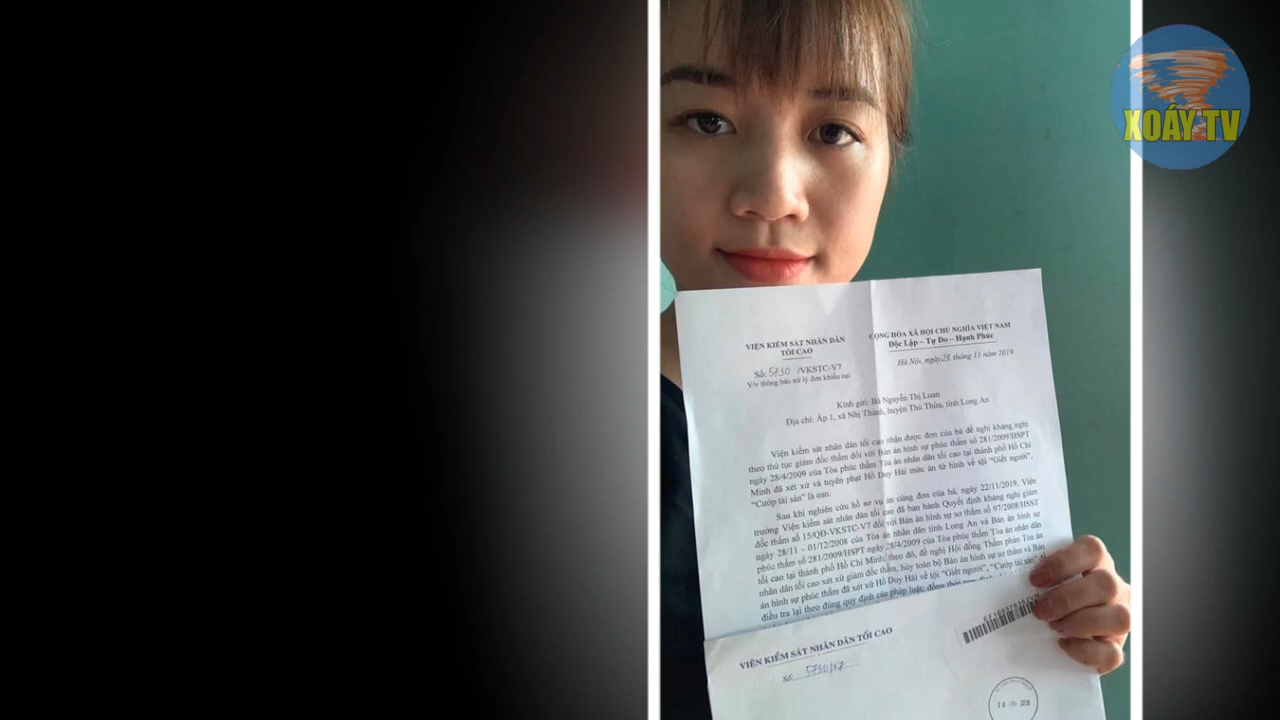 XOÁY TV
VIỆN KIỂM SÁT NHÂN DÂN
TỐI CAO
Số: 5730 /VKSTC-V7
V/v thông báo xử lý đơn khiếu nại
CỘNG HÒA XÃ HỘI CHỦ NGHĨA VIỆT NAM
Độc Lập – Tự Do – Hạnh Phúc
Hà Nội, ngày 28 tháng 11 năm 2019
Kính gửi: Bà Nguyễn Thị Loan
Địa chỉ: Ấp 1, xã Nhị Thành, huyện Thủ Thừa, tỉnh Long An
Viện kiểm sát nhân dân tối cao nhận được đơn của bà đề nghị kháng nghị
theo thủ tục giám đốc thẩm đối với Bản án hình sự phúc thẩm số 281/2009/HSPT
ngày 28/4/2009 của Tòa phúc thẩm Tòa án nhân dân tối cao tại thành phố Hồ Chí
Minh đã xét xử và tuyên phạt Hồ Duy Hải mức án tử hình về tội "Giết người",
"Cướp tài sản" là oan.
Sau khi nghiên cứu hồ sơ vụ án cùng đơn của bà, ngày 22/11/2019, Viện
trưởng Viện kiểm sát nhân dân tối cao đã ban hành Quyết định kháng nghị giám
đốc thẩm số 15/QĐ-VKSTC-V7 đối với Bản án hình sự sơ thẩm số 97/2008/HSST
ngày 28/11 - 01/12/2008 của Tòa án nhân dân tỉnh Long An và Bản án hình sự
phúc thẩm số 281/2009/HSPT ngày 28/4/2009 của Tòa phúc thẩm Tòa án nhân dân
tối cao tại thành phố Hồ Chí Minh; theo đó, đề nghị Hội đồng Thẩm phán Tòa án
nhân dân tối cao xét xử giám đốc thẩm, hủy toàn bộ Bản án hình sự sơ thẩm và Bản
án hình sự phúc thẩm đã xét xử Hồ Duy Hải về tội "Giết người", "Cướp tài sản" để
điều tra lại theo đúng quy định của pháp luật; đồng thời
VIỆN KIỂM SÁT NHÂN DÂN TỐI CAO
Số: 5730/V7